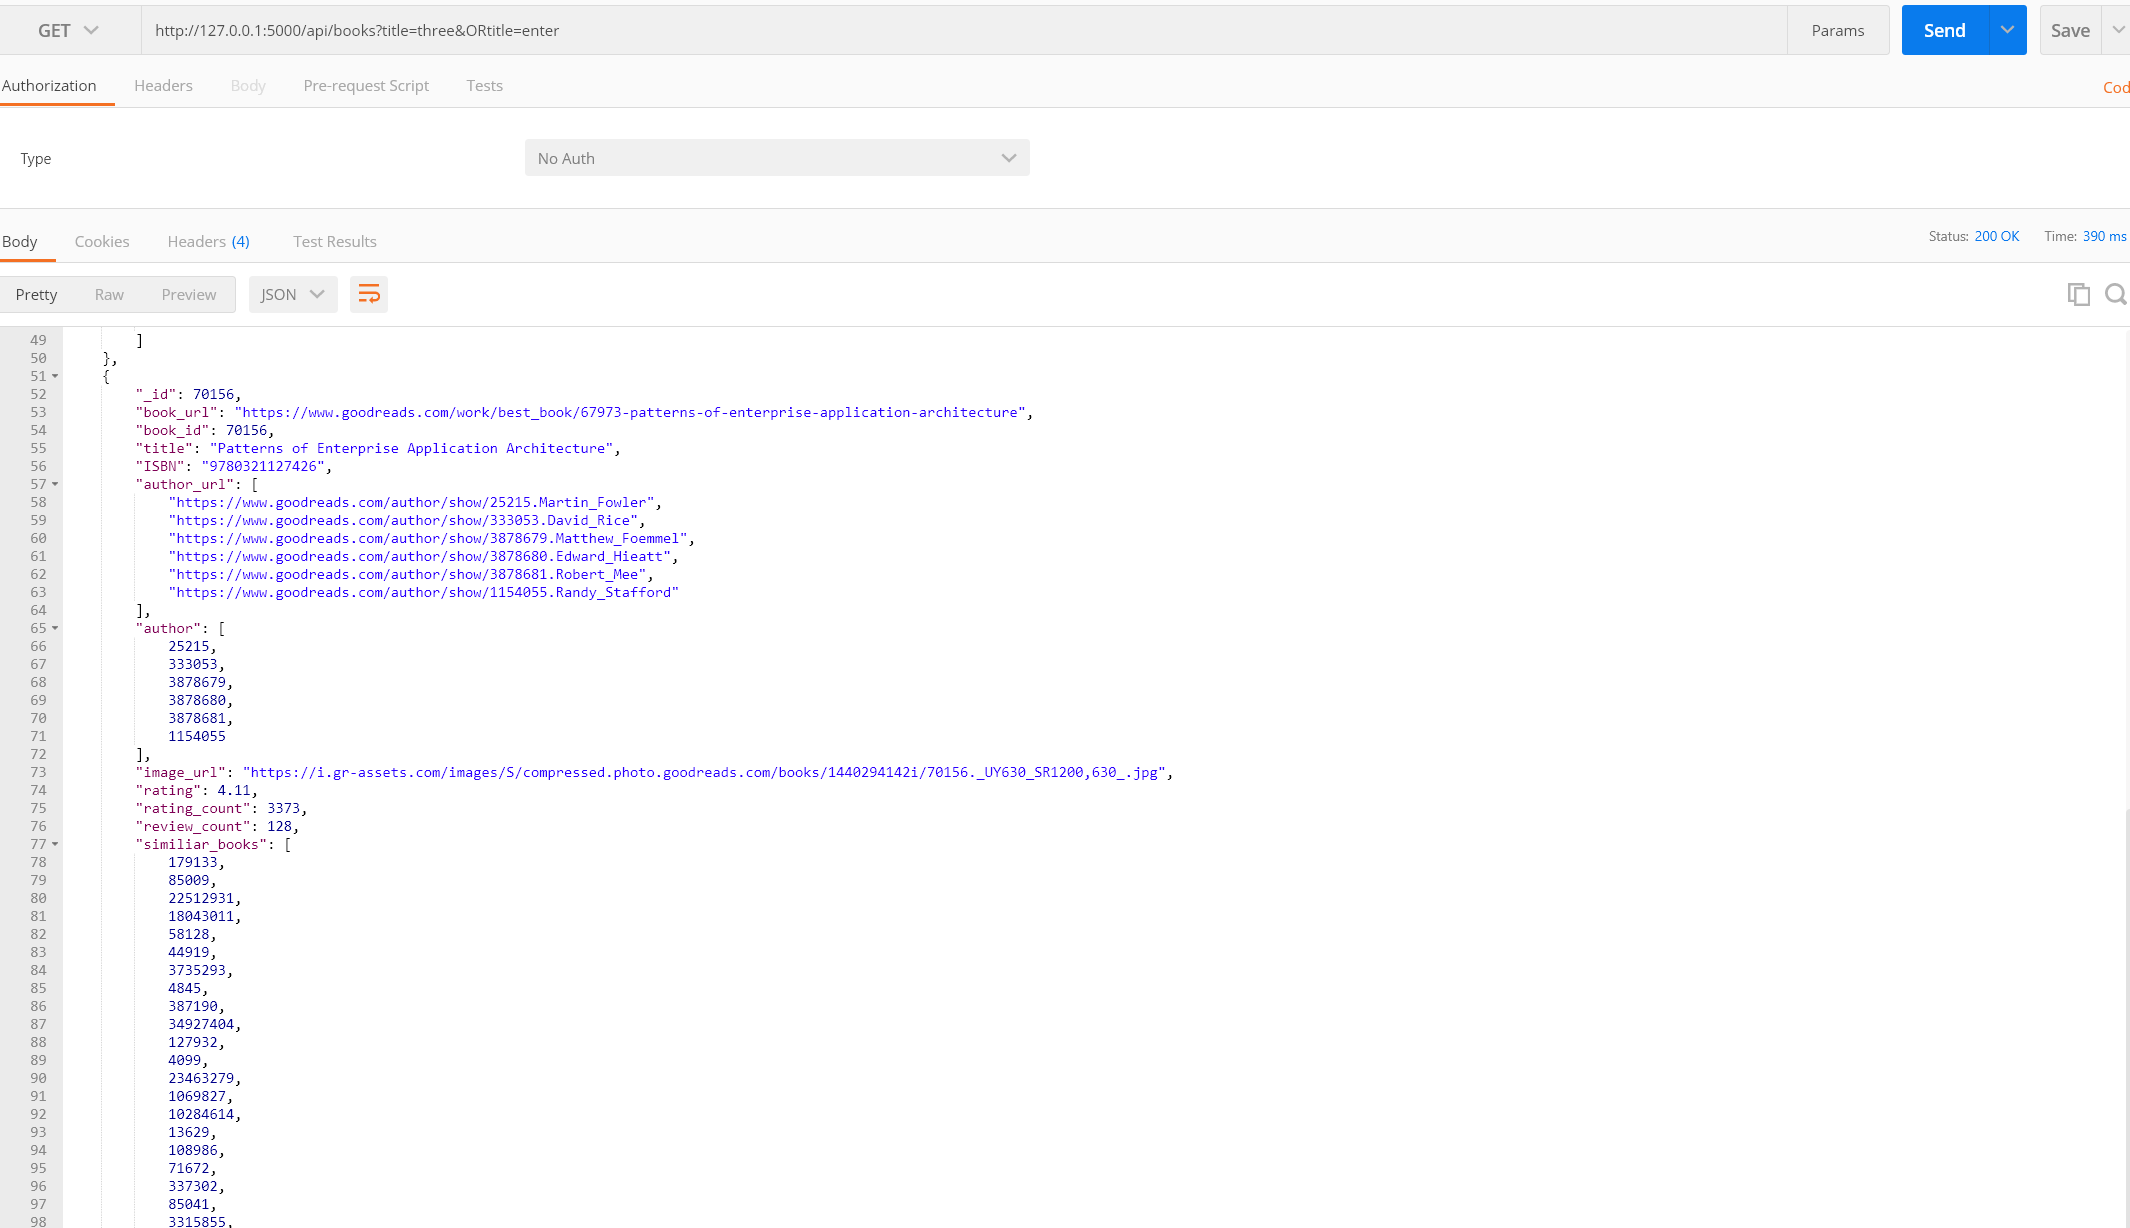 GET http://127.0.0.1:5000/api/books?title=three&ORtitle=enter Params Send Save
Authorization Headers Body Pre-request Script Tests Cod
Type No Auth
Body Cookies Headers (4) Test Results Status: 200 OK Time: 390 ms
Pretty Raw Preview JSON
49 ]
50 },
51 {
52 "_id": 70156,
53 "book_url": "https://www.goodreads.com/work/best_book/67973-patterns-of-enterprise-application-architecture",
54 "book_id": 70156,
55 "title": "Patterns of Enterprise Application Architecture",
56 "ISBN": "9780321127426",
57 "author_url": [
58 "https://www.goodreads.com/author/show/25215.Martin_Fowler",
59 "https://www.goodreads.com/author/show/333053.David_Rice",
60 "https://www.goodreads.com/author/show/3878679.Matthew_Foemmel",
61 "https://www.goodreads.com/author/show/3878680.Edward_Hieatt",
62 "https://www.goodreads.com/author/show/3878681.Robert_Mee",
63 "https://www.goodreads.com/author/show/1154055.Randy_Stafford"
64 ],
65 "author": [
66 25215,
67 333053,
68 3878679,
69 3878680,
70 3878681,
71 1154055
72 ],
73 "image_url": "https://i.gr-assets.com/images/S/compressed.photo.goodreads.com/books/1440294142i/70156._UY630_SR1200,630_.jpg",
74 "rating": 4.11,
75 "rating_count": 3373,
76 "review_count": 128,
77 "similiar_books": [
78 179133,
79 85009,
80 22512931,
81 18043011,
82 58128,
83 44919,
84 3735293,
85 4845,
86 387190,
87 34927404,
88 127932,
89 4099,
90 23463279,
91 1069827,
92 10284614,
93 13629,
94 108986,
95 71672,
96 337302,
97 85041,
98 3315855,